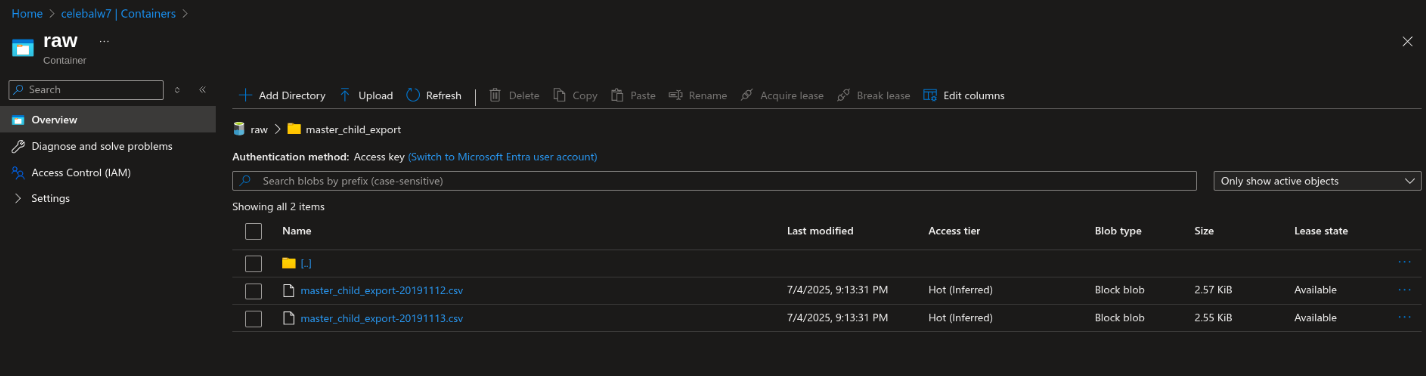 Home > celebalw7 | Containers >
raw ...
Container
Search
Overview
Diagnose and solve problems
Access Control (IAM)
Settings
Add Directory Upload Refresh Delete Copy Paste Rename Acquire lease Break lease Edit columns
raw > master_child_export
Authentication method: Access key (Switch to Microsoft Entra user account)
Search blobs by prefix (case-sensitive) Only show active objects
Showing all 2 items
Name Last modified Access tier Blob type Size Lease state
[..] ...
master_child_export-20191112.csv 7/4/2025, 9:13:31 PM Hot (Inferred) Block blob 2.57 KiB Available ...
master_child_export-20191113.csv 7/4/2025, 9:13:31 PM Hot (Inferred) Block blob 2.55 KiB Available ...